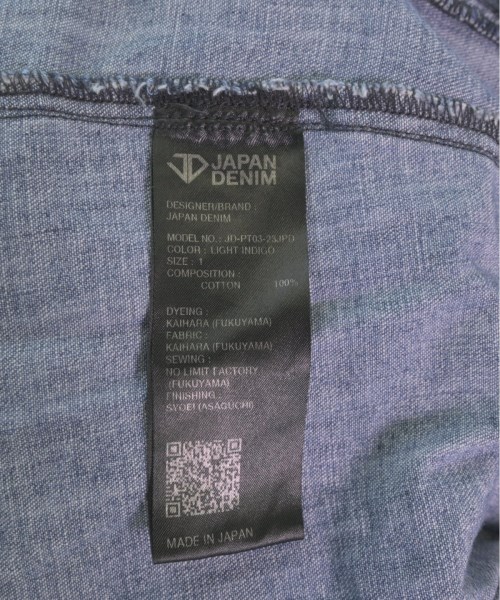 JD JAPAN
DENIM
DESIGNER/BRAND :
JAPAN DENIM
MODEL NO. : JD-PT03-23JPD
COLOR : LIGHT INDIGO
SIZE : 1
COMPOSITION :
COTTON 100%
DYEING :
KAIHARA (FUKUYAMA)
FABRIC :
KAIHARA (FUKUYAMA)
SEWING :
NO LIMIT FACTORY
(FUKUYAMA)
FINISHING :
SYOEI (ASAGUCHI)
MADE IN JAPAN